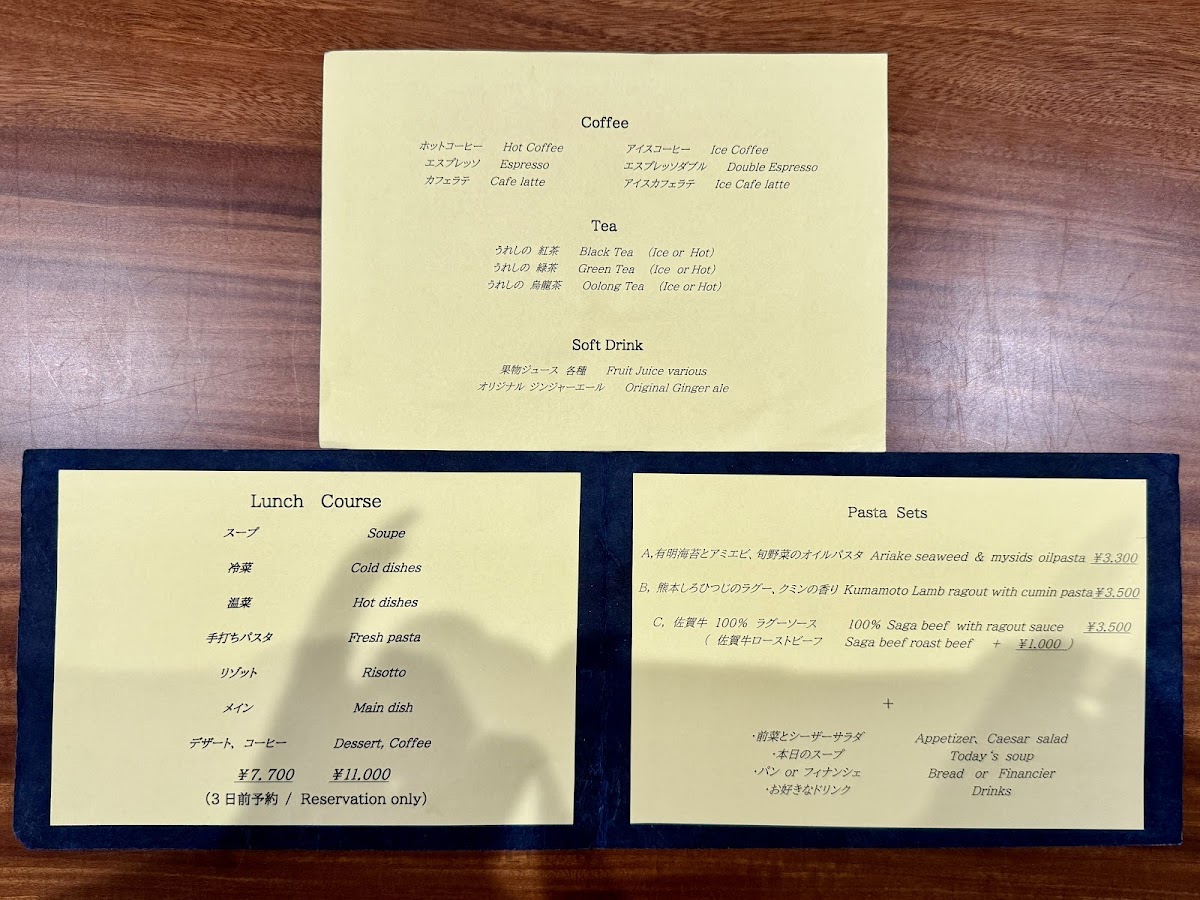 Coffee
ホットコーヒー Hot Coffee アイスコーヒー Ice Coffee
エスプレッソ Espresso エスプレッソダブル Double Espresso
カフェラテ Cafe latte アイスカフェラテ Ice Cafe latte
Tea
うれしの 紅茶 Black Tea (Ice or Hot)
うれしの 緑茶 Green Tea (Ice or Hot)
うれしの 烏龍茶 Oolong Tea (Ice or Hot)
Soft Drink
果物ジュース 各種 Fruit Juice various
オリジナル ジンジャーエール Original Ginger ale
Lunch Course
スープ Soupe
冷菜 Cold dishes
温菜 Hot dishes
手打ちパスタ Fresh pasta
リゾット Risotto
メイン Main dish
デザート, コーヒー Dessert, Coffee
¥7,700 ¥11,000
(3日前予約 / Reservation only)
Pasta Sets
A,有明海苔とアミエビ、旬野菜のオイルパスタ Ariake seaweed & mysids oilpasta ¥3,300
B, 熊本しろひつじのラグー、クミンの香り Kumamoto Lamb ragout with cumin pasta ¥3,500
C, 佐賀牛 100% ラグーソース 100% Saga beef with ragout sauce ¥3,500
( 佐賀牛ローストビーフ Saga beef roast beef + ¥1,000 )
+
・前菜とシーザーサラダ Appetizer、Caesar salad
・本日のスープ Today's soup
・パン or フィナンシェ Bread or Financier
・お好きなドリンク Drinks